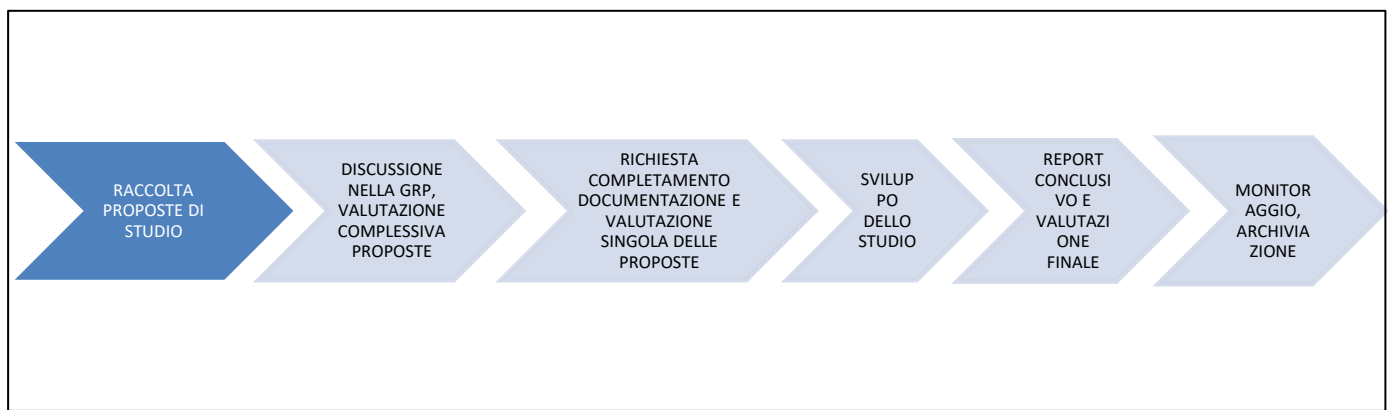 RACCOLTA
PROPOSTE DI
STUDIO
DISCUSSIONE
NELLA GRP,
VALUTAZIONE
COMPLESSIVA
PROPOSTE
RICHIESTA
COMPLETAMENTO
DOCUMENTAZIONE E
VALUTAZIONE
SINGOLA DELLE
PROPOSTE
SVILUP
PO
DELLO
STUDIO
REPORT
CONCLUSI
VO E
VALUTAZI
ONE
FINALE
MONITOR
AGGIO,
ARCHIVIA
ZIONE